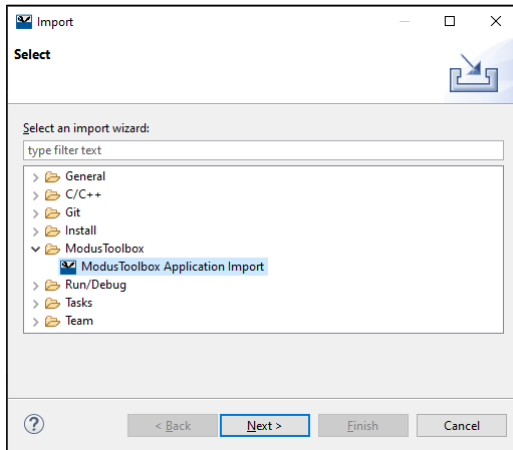 Import
Select
Select an import wizard:
type filter text
General
C/C++
Git
Install
ModusToolbox
ModusToolbox Application Import
Run/Debug
Tasks
Team
? < Back Next > Finish Cancel